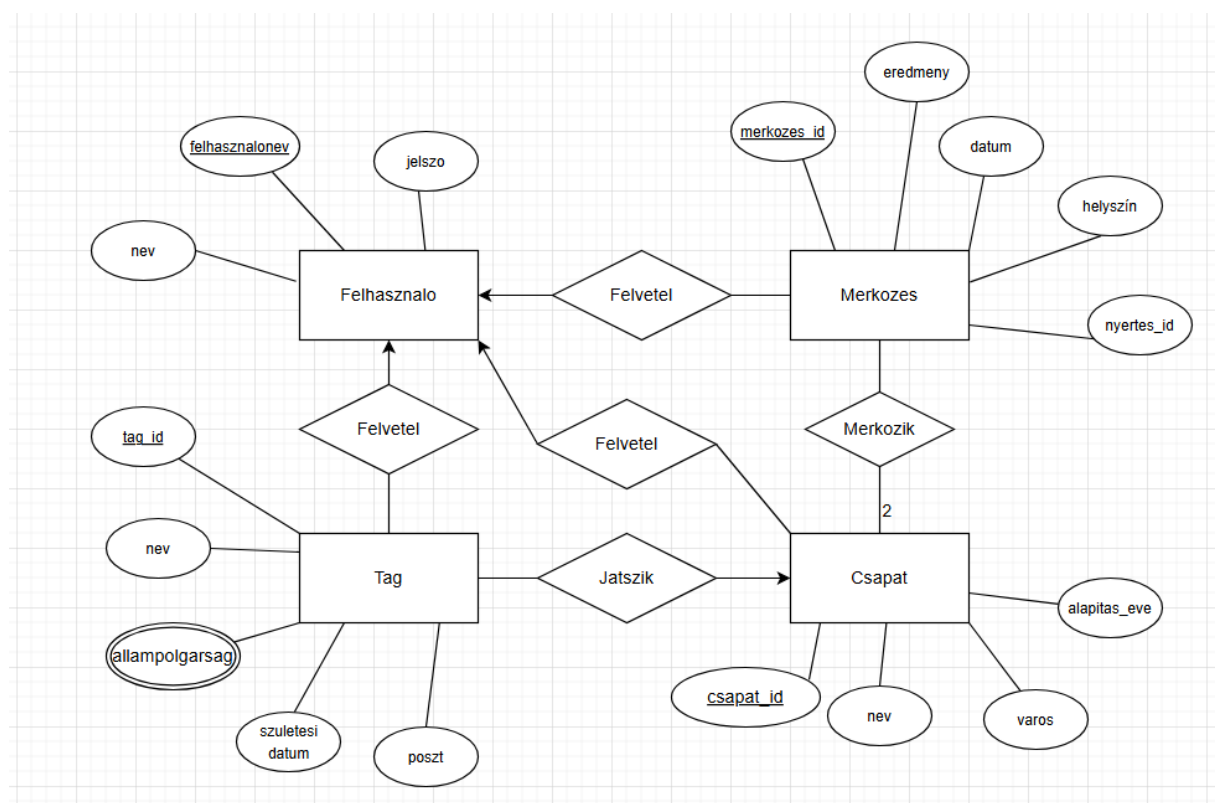 eredmeny
merkozes_id
felhasznalonev
jelszo
datum
helyszín
nev
Felhasznalo
Felvetel
Merkozes
nyertes_id
tag_id
Felvetel
Felvetel
Merkozik
2
nev
Tag
Jatszik
Csapat
alapitas_eve
allampolgarsag
csapat_id
nev
varos
szuletesi
datum
poszt